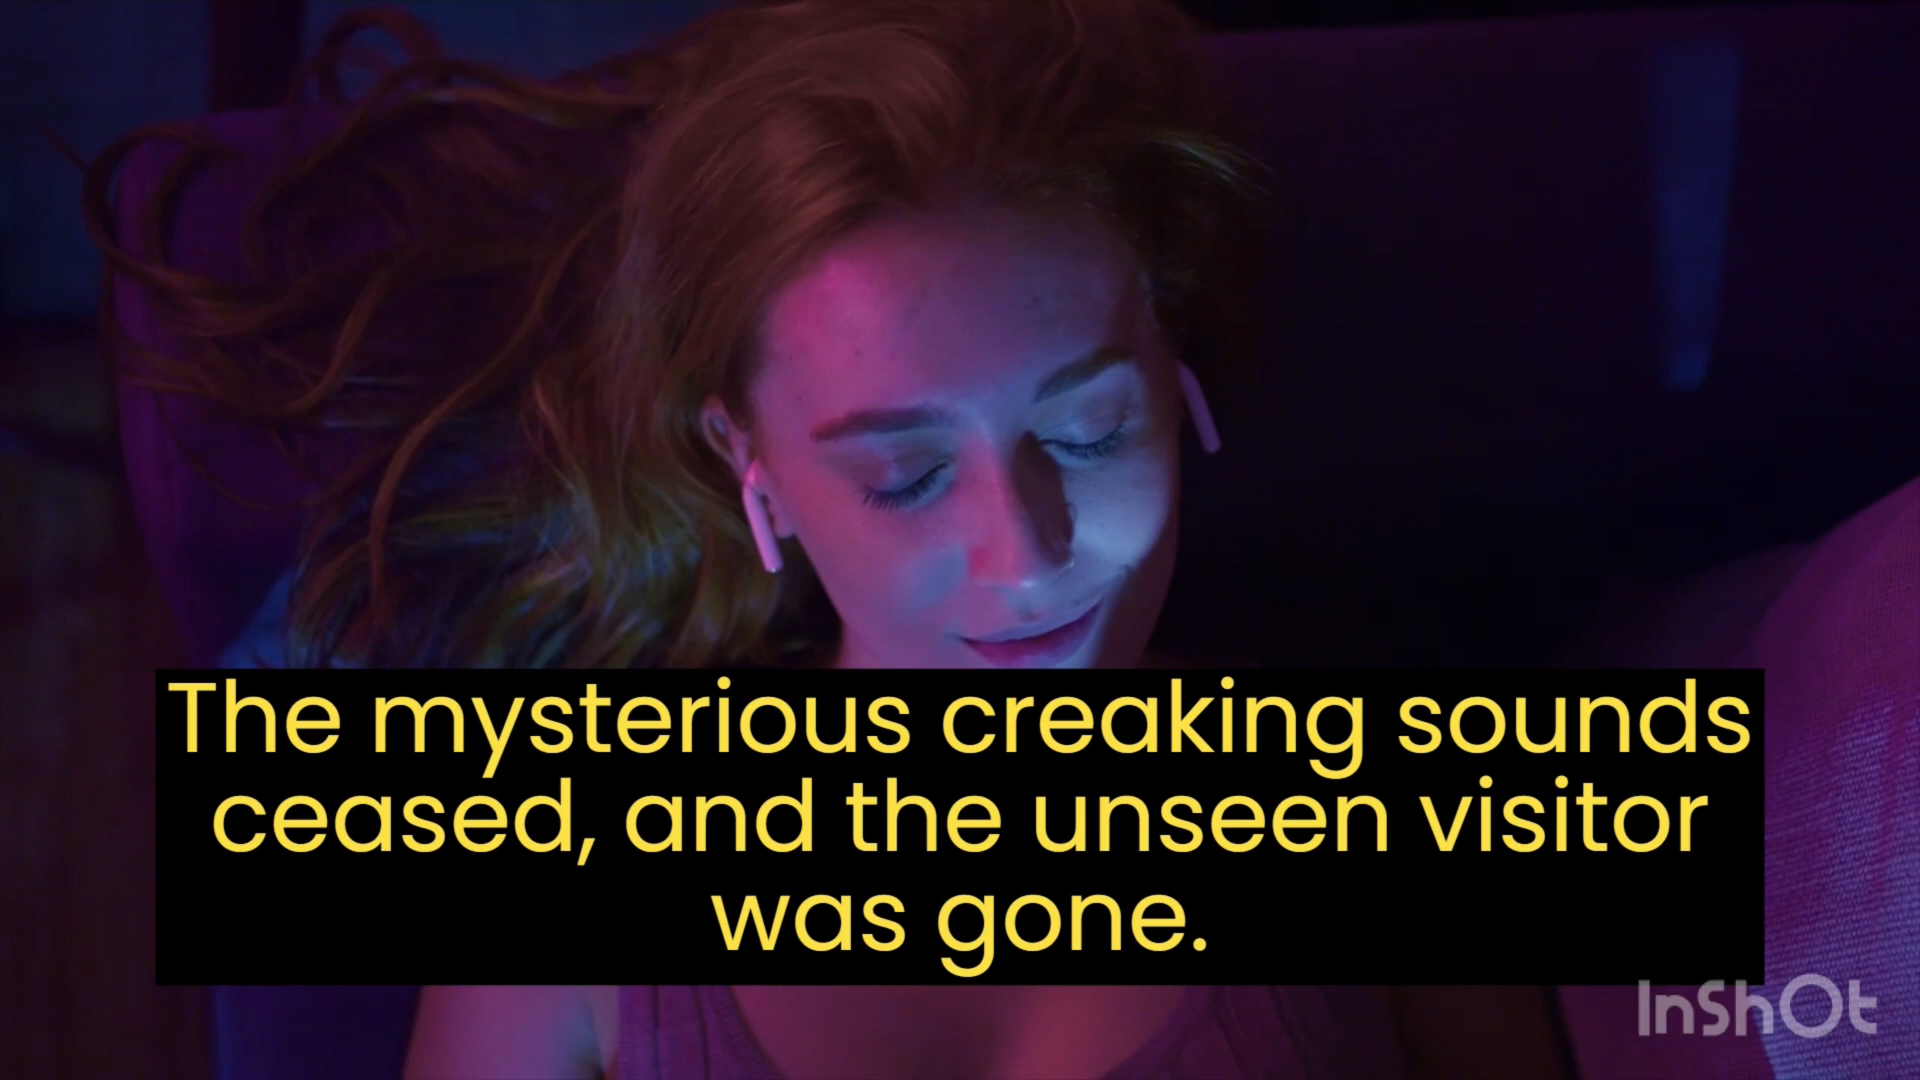 The mysterious creaking sounds
ceased, and the unseen visitor
was gone.
InShOt